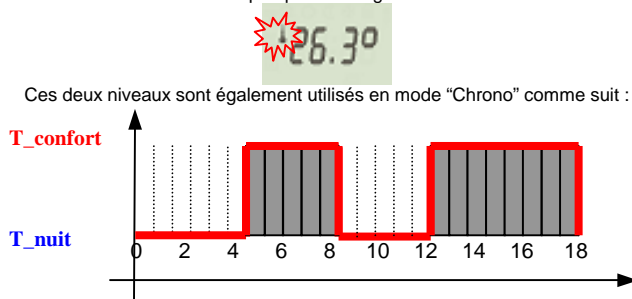 26.3°
Ces deux niveaux sont également utilisés en mode “Chrono” comme suit :
T_confort
T_nuit
0 2 4 6 8 10 12 14 16 18